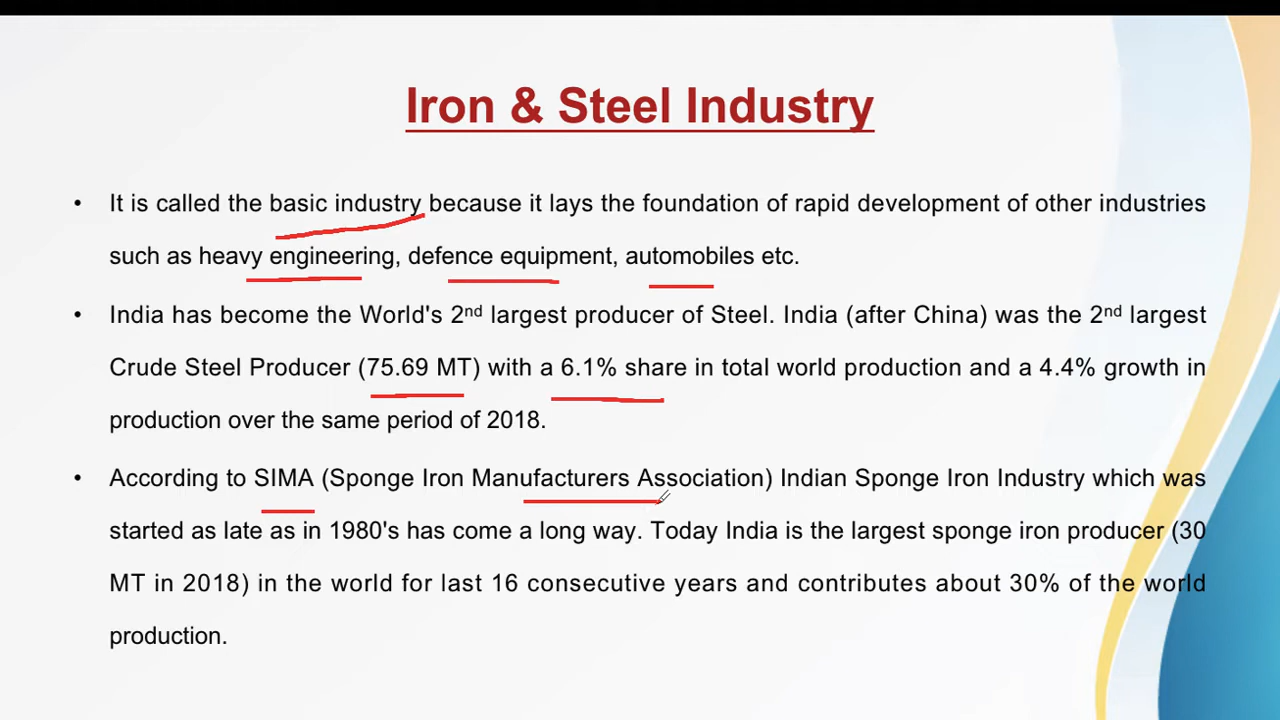 Iron & Steel Industry
• It is called the basic industry because it lays the foundation of rapid development of other industries
such as heavy engineering, defence equipment, automobiles etc.
• India has become the World's 2nd largest producer of Steel. India (after China) was the 2nd largest
Crude Steel Producer (75.69 MT) with a 6.1% share in total world production and a 4.4% growth in
production over the same period of 2018.
• According to SIMA (Sponge Iron Manufacturers Association) Indian Sponge Iron Industry which was
started as late as in 1980's has come a long way. Today India is the largest sponge iron producer (30
MT in 2018) in the world for last 16 consecutive years and contributes about 30% of the world
production.